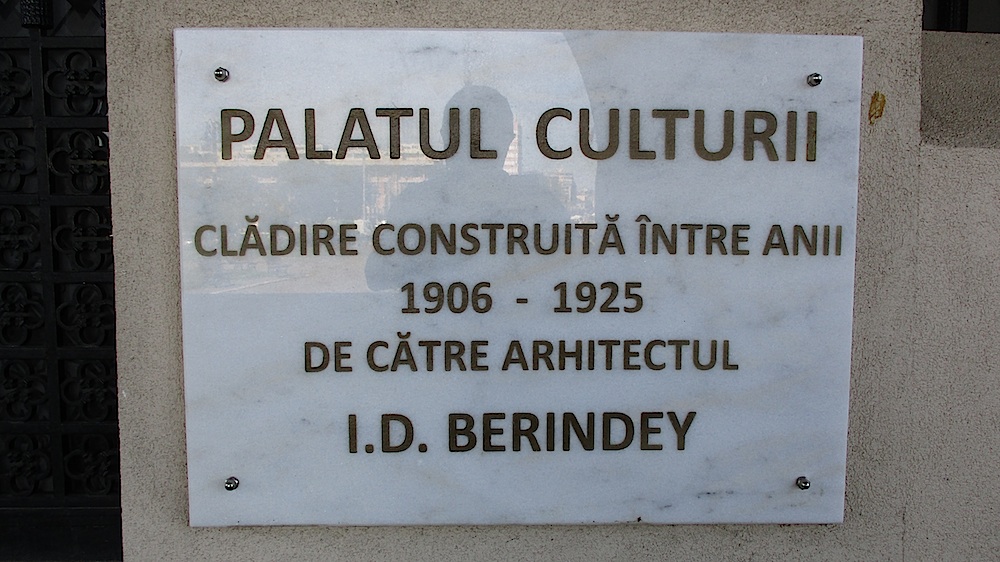 PALATUL CULTURII
CLĂDIRE CONSTRUITĂ ÎNTRE ANII
1906 - 1925
DE CĂTRE ARHITECTUL
I.D. BERINDEY